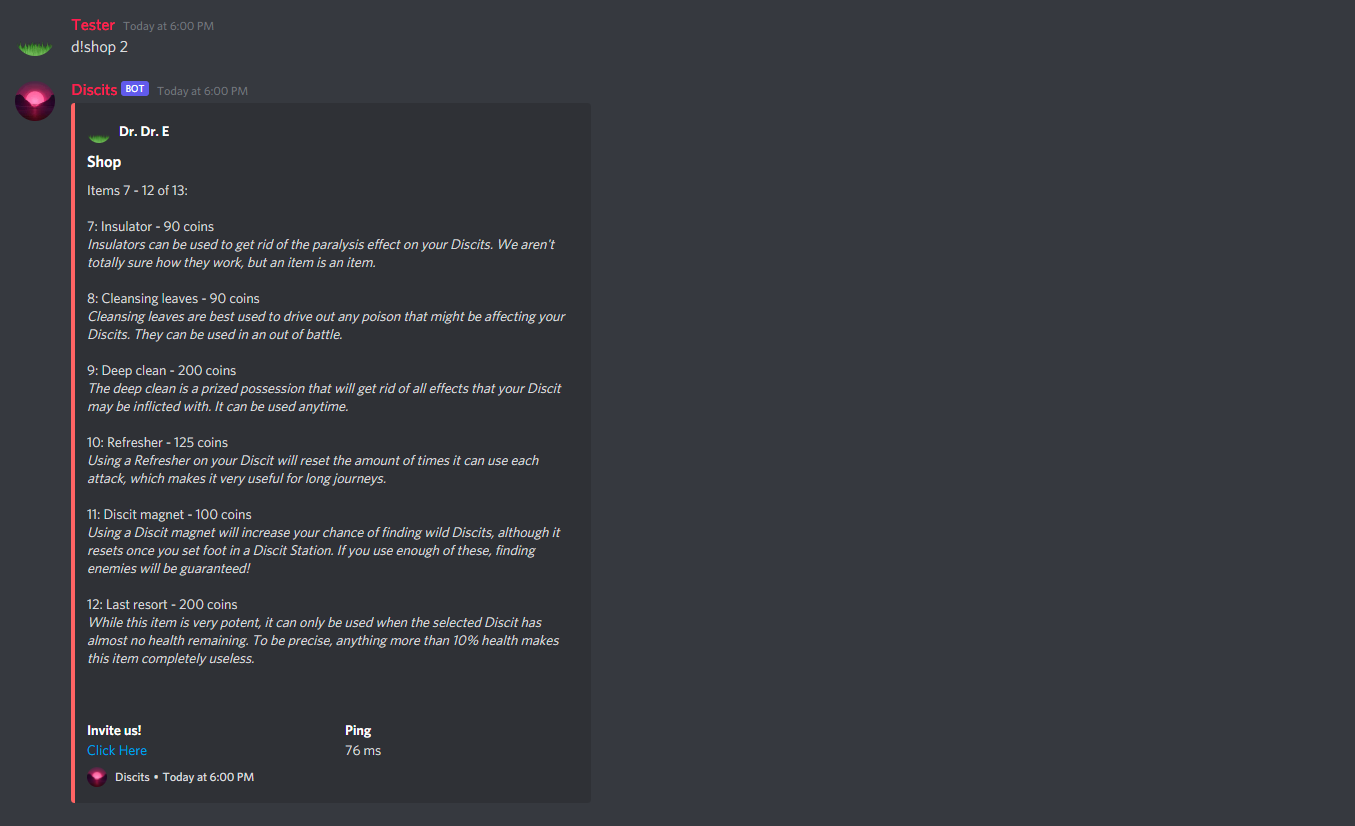 Tester Today at 6:00 PM
d!shop 2
Discits BOT Today at 6:00 PM
Dr. Dr. E
Shop
Items 7 - 12 of 13:
7: Insulator - 90 coins
Insulators can be used to get rid of the paralysis effect on your Discits. We aren't
totally sure how they work, but an item is an item.
8: Cleansing leaves - 90 coins
Cleansing leaves are best used to drive out any poison that might be affecting your
Discits. They can be used in an out of battle.
9: Deep clean - 200 coins
The deep clean is a prized possession that will get rid of all effects that your Discit
may be inflicted with. It can be used anytime.
10: Refresher - 125 coins
Using a Refresher on your Discit will reset the amount of times it can use each
attack, which makes it very useful for long journeys.
11: Discit magnet - 100 coins
Using a Discit magnet will increase your chance of finding wild Discits, although it
resets once you set foot in a Discit Station. If you use enough of these, finding
enemies will be guaranteed!
12: Last resort - 200 coins
While this item is very potent, it can only be used when the selected Discit has
almost no health remaining. To be precise, anything more than 10% health makes
this item completely useless.
Invite us! Ping
Click Here 76 ms
Discits • Today at 6:00 PM